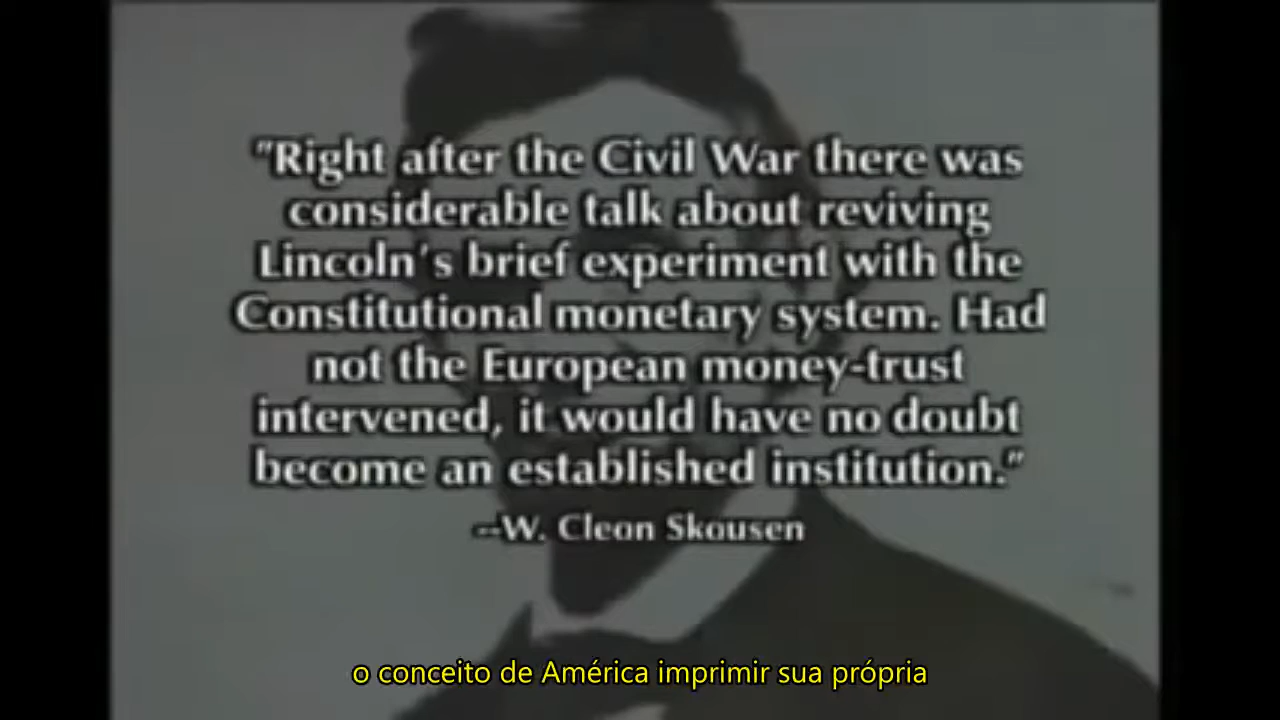 "Right after the Civil War there was
considerable talk about reviving
Lincoln's brief experiment with the
Constitutional monetary system. Had
not the European money-trust
intervened, it would have no doubt
become an established institution."
--W. Cleon Skousen
o conceito de América imprimir sua própria